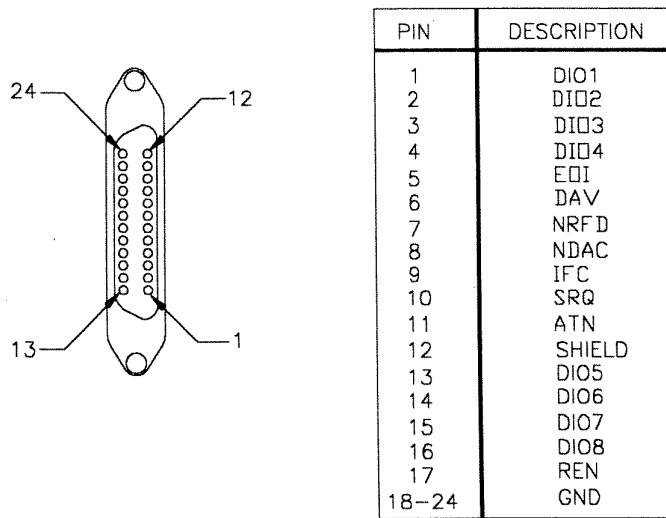 24
12
13
1
PIN DESCRIPTION
1 DIO1
2 DIO2
3 DIO3
4 DIO4
5 EOI
6 DAV
7 NRFD
8 NDAC
9 IFC
10 SRQ
11 ATN
12 SHIELD
13 DIO5
14 DIO6
15 DIO7
16 DIO8
17 REN
18-24 GND